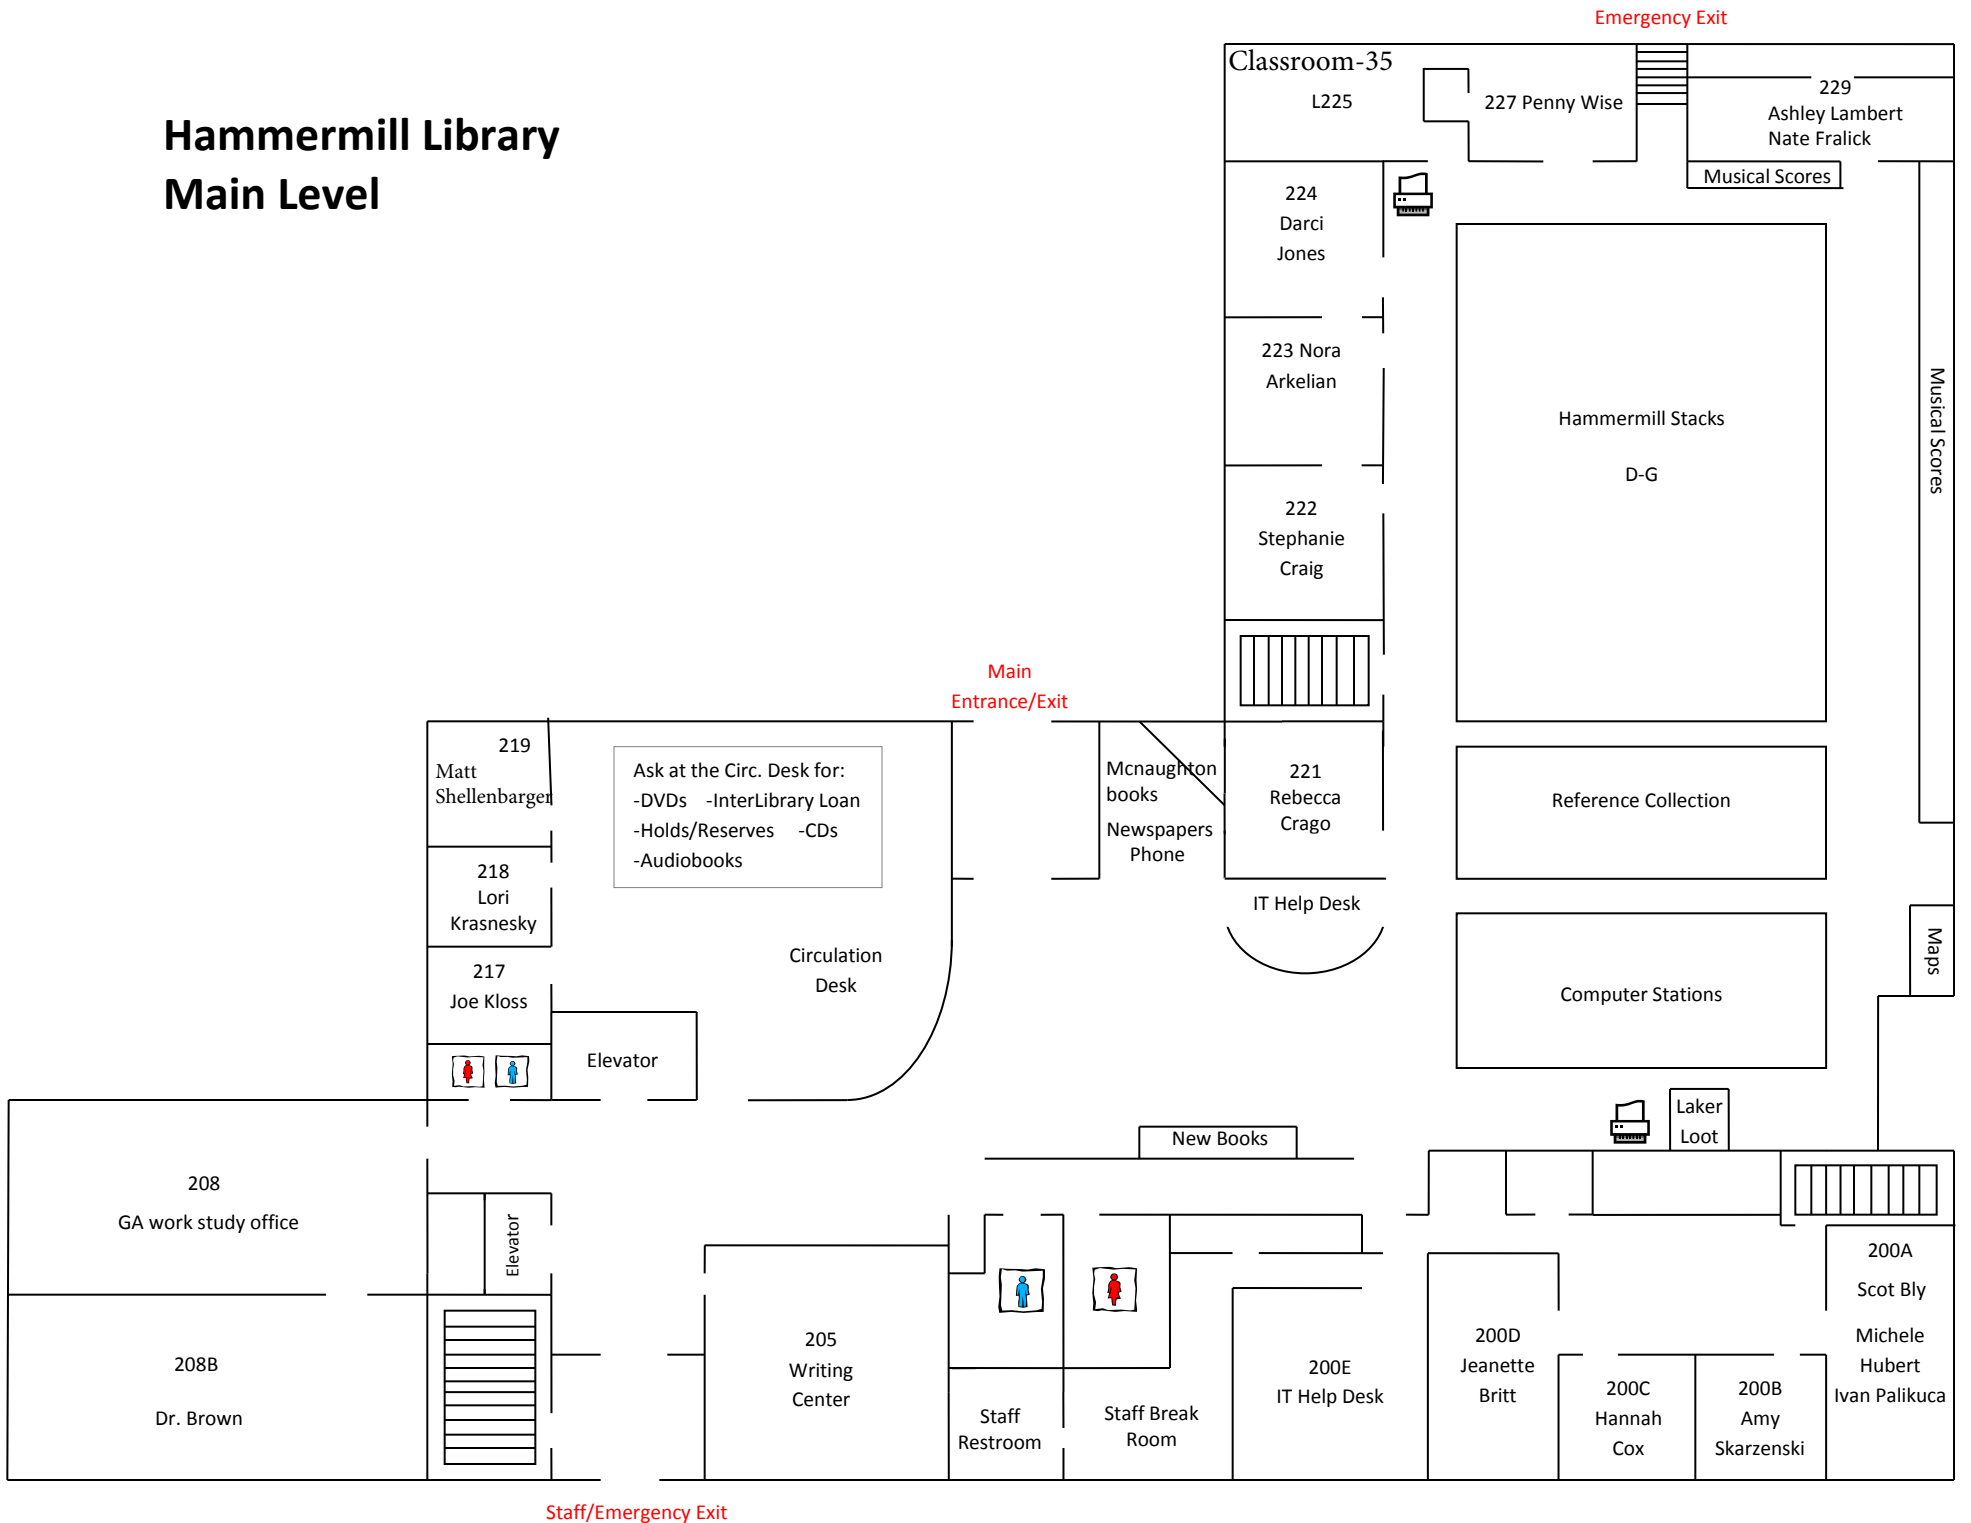 Emergency Exit
Hammermill Library
Main Level
Classroom-35
L225
227 Penny Wise
229
Ashley Lambert
Nate Fralick
Musical Scores
224
Darci
Jones
223 Nora
Arkelian
222
Stephanie
Craig
Hammermill Stacks
D-G
Musical Scores
Main
Entrance/Exit
219
Matt
Shellenbarger
Ask at the Circ. Desk for:
-DVDs -InterLibrary Loan
-Holds/Reserves -CDs
-Audiobooks
Mcnaughton
books
Newspapers
Phone
221
Rebecca
Crago
Reference Collection
218
Lori
Krasnesky
IT Help Desk
Circulation
Desk
217
Joe Kloss
Maps
Computer Stations
Elevator
Laker
Loot
New Books
208
GA work study office
Elevator
208B
Dr. Brown
205
Writing
Center
Staff
Restroom
Staff Break
Room
200E
IT Help Desk
200D
Jeanette
Britt
200C
Hannah
Cox
200B
Amy
Skarzenski
200A
Scot Bly
Michele
Hubert
Ivan Palikuca
Staff/Emergency Exit